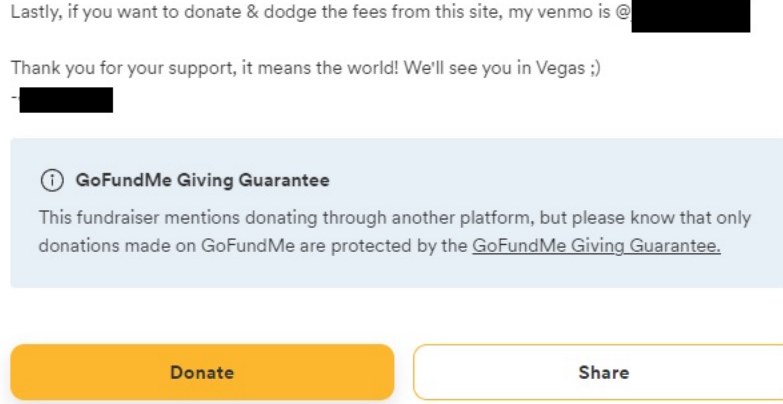 Lastly, if you want to donate & dodge the fees from this site, my venmo is @
Thank you for your support, it means the world! We'll see you in Vegas ;)
-
GoFundMe Giving Guarantee
This fundraiser mentions donating through another platform, but please know that only
donations made on GoFundMe are protected by the GoFundMe Giving Guarantee.
Donate
Share